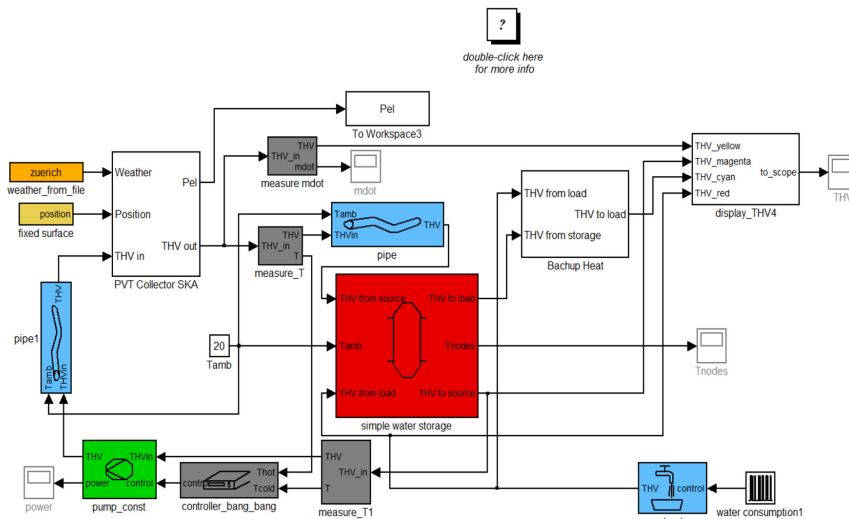 ?
double-click here
for more info
Pel
To Workspace3
zuerich
weather_from_file
position
fixed surface
Weather
Pel
Position
THV out
THV in
PVT Collector SKA
THV
THV_in
mdot
measure mdot
mdot
THV
THV_in
T
measure_T
Tamb
THV
THVin
pipe
THV from load
THV to load
THV from storage
Bachup Heat
THV_yellow
THV_magenta
to_scope
THV_cyan
THV_red
display_THV4
THV
THV
Tamb
THVin
pipe1
20
Tamb
THV from source
THV to load
Tamb
Tnodes
THV from load
THV to source
simple water storage
Tnodes
power
THV
THVin
power
control
pump_const
Thot
contr
Tcold
controller_bang_bang
THV
THV_in
T
measure_T1
THV
control
water consumption1